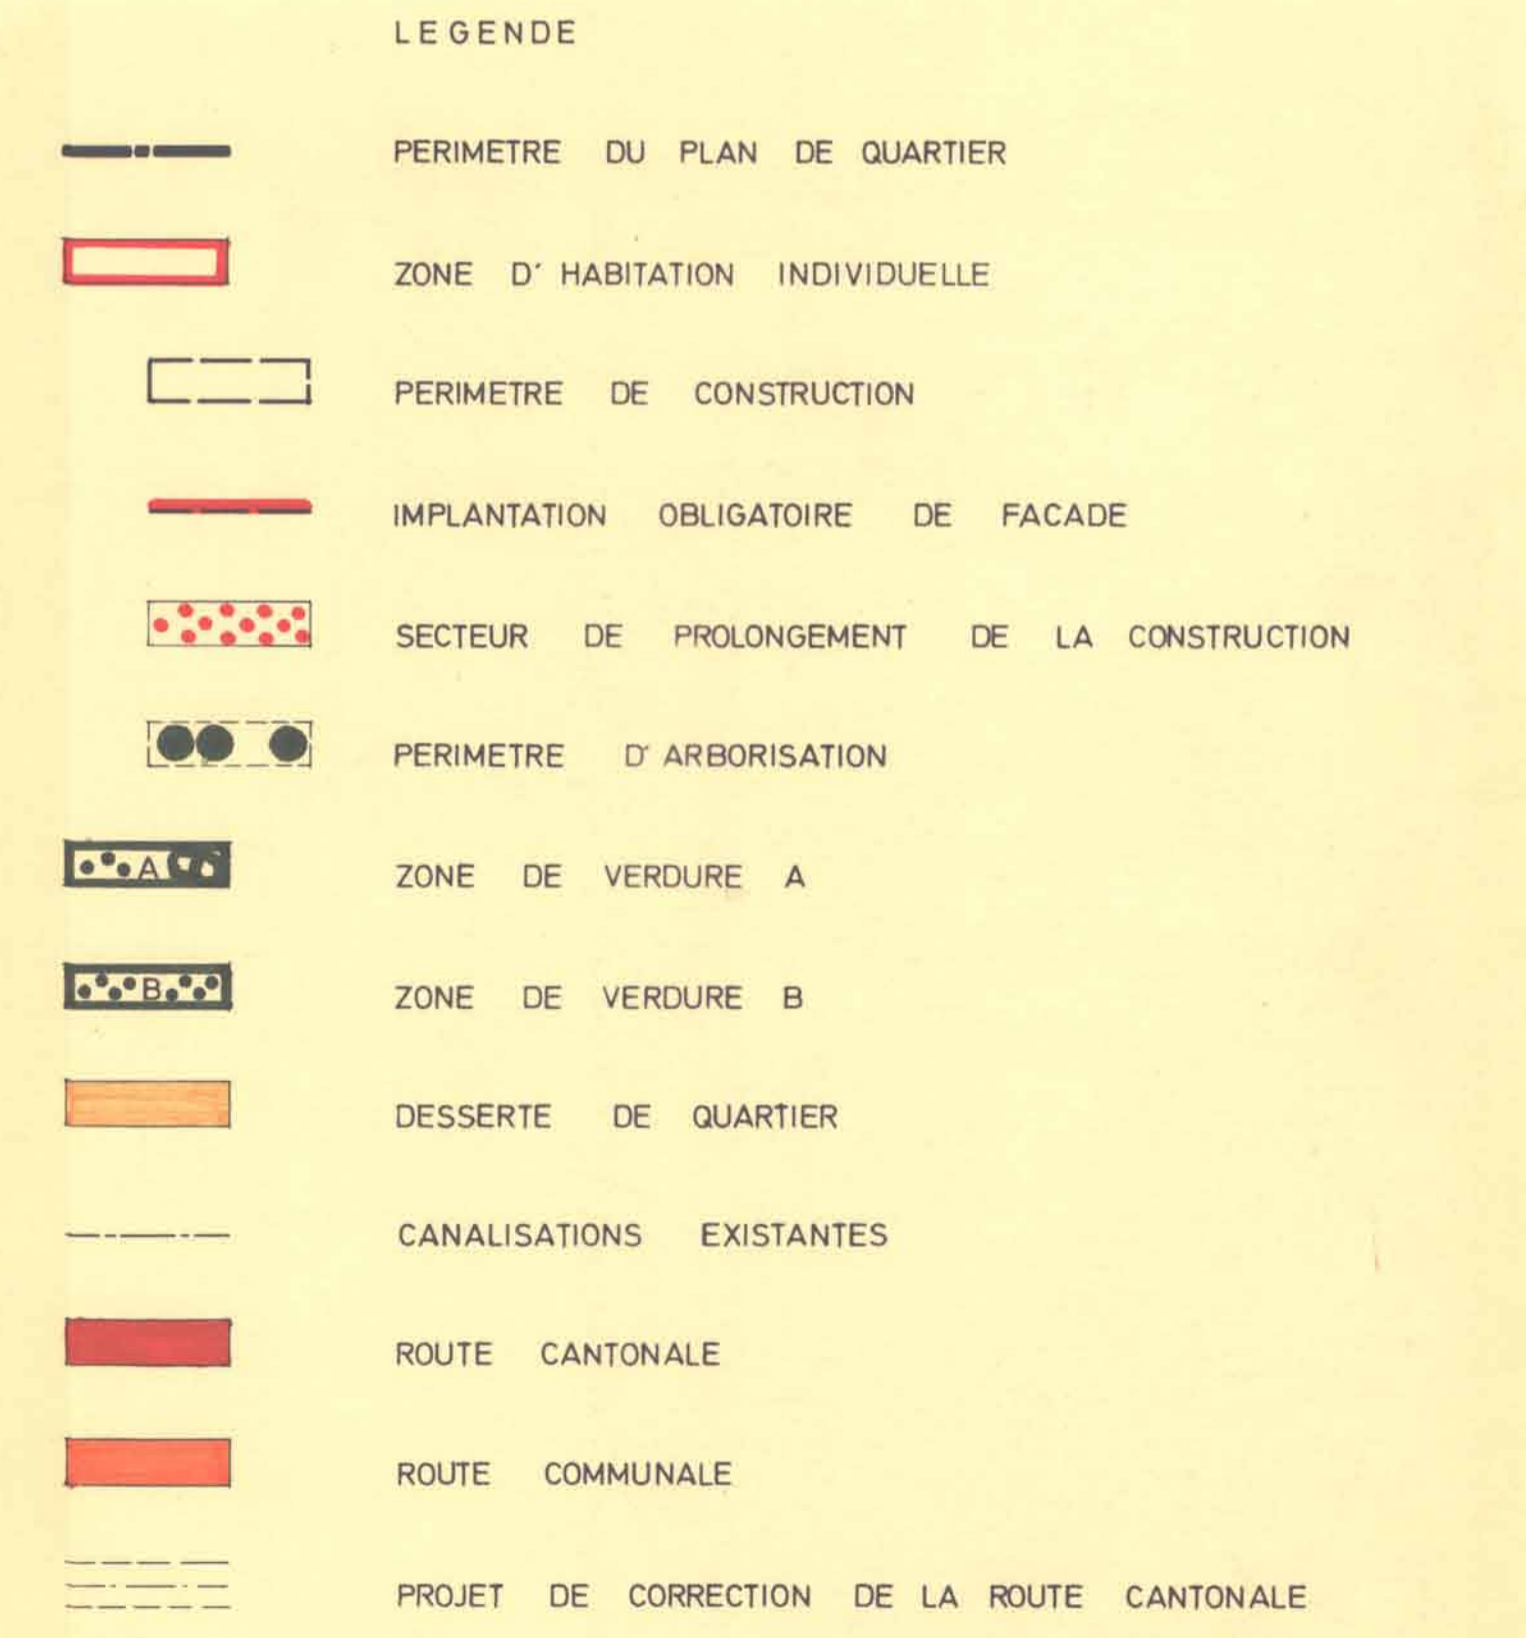 LEGENDE
PERIMETRE DU PLAN DE QUARTIER
ZONE D' HABITATION INDIVIDUELLE
PERIMETRE DE CONSTRUCTION
IMPLANTATION OBLIGATOIRE DE FACADE
SECTEUR DE PROLONGEMENT DE LA CONSTRUCTION
PERIMETRE D' ARBORISATION
A ZONE DE VERDURE A
B ZONE DE VERDURE B
DESSERTE DE QUARTIER
CANALISATIONS EXISTANTES
ROUTE CANTONALE
ROUTE COMMUNALE
PROJET DE CORRECTION DE LA ROUTE CANTONALE